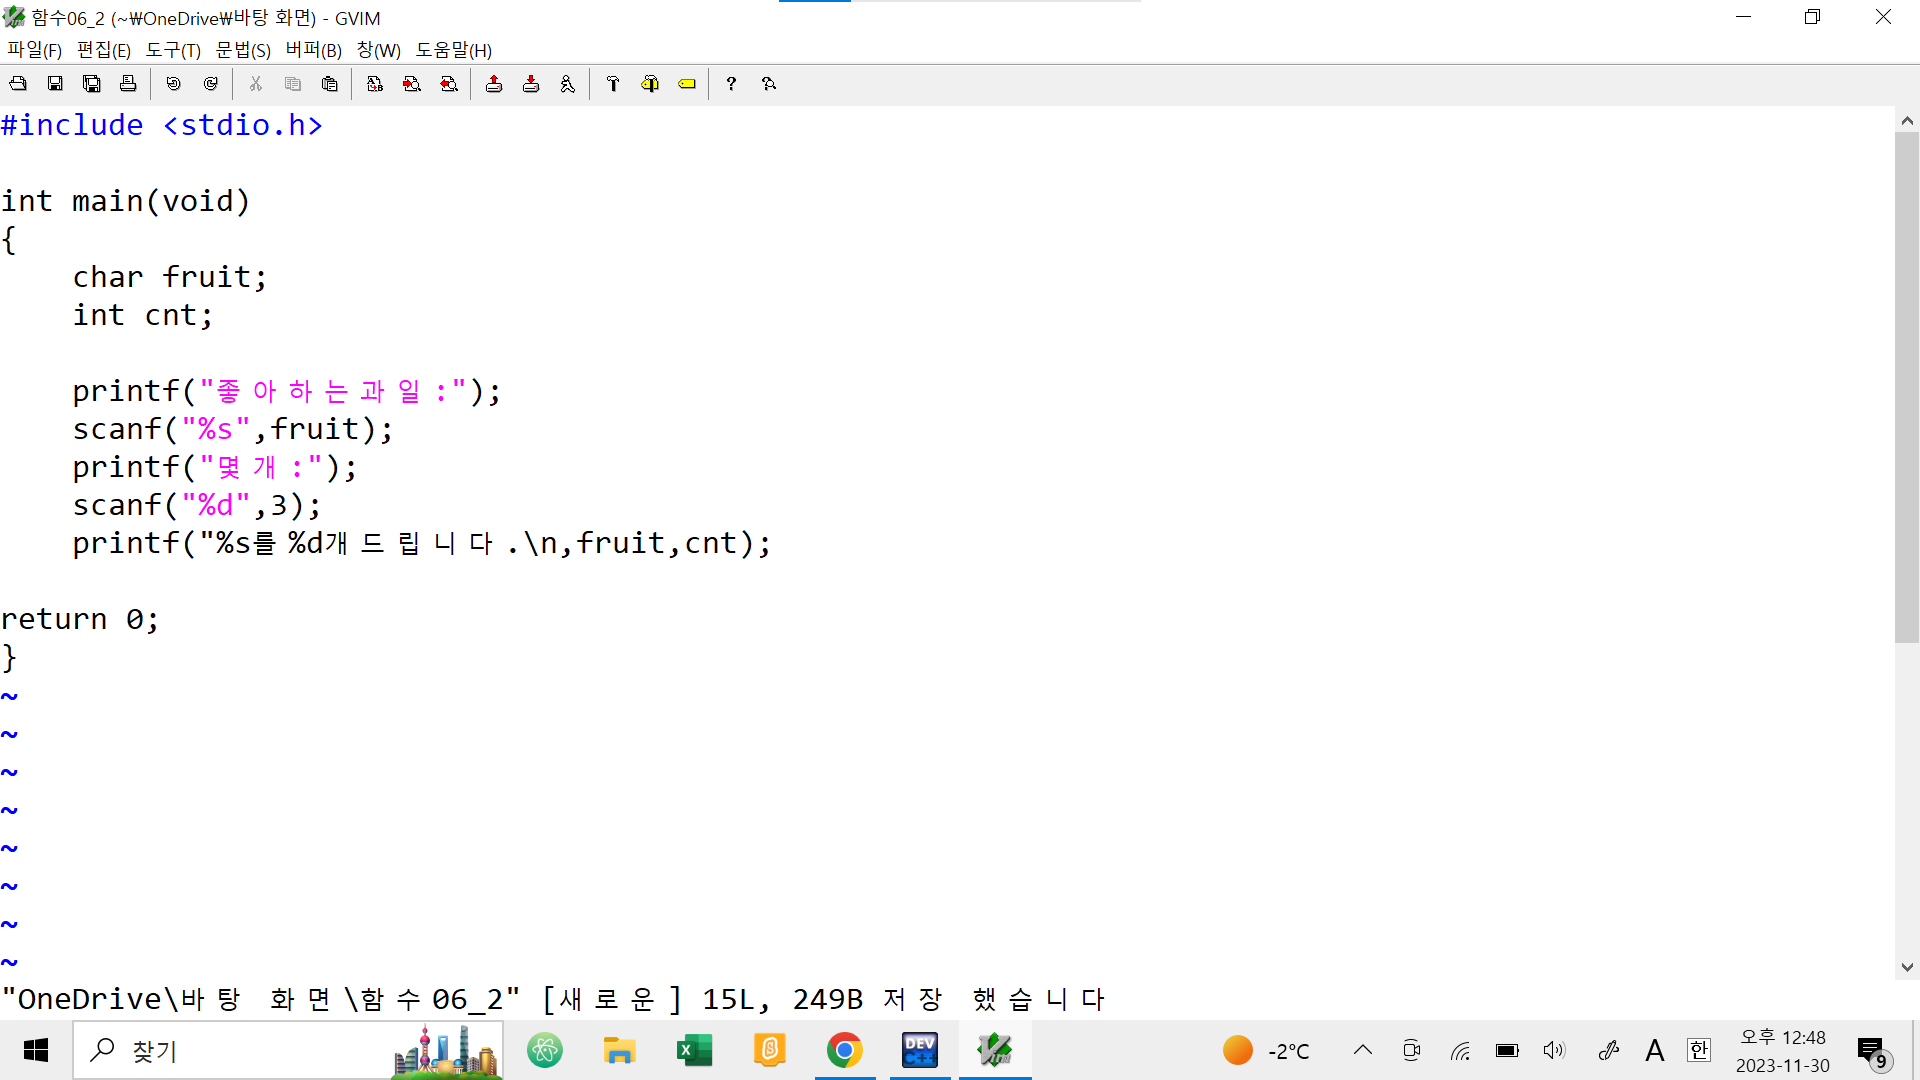 함수06_2 (~₩OneDrive₩바탕 화면) - GVIM
파일(F) 편집(E) 도구(T) 문법(S) 버퍼(B) 창(W) 도움말(H)
#include <stdio.h>
int main(void)
{
    char fruit;
    int cnt;
    printf("좋아하는과일:");
    scanf("%s",fruit);
    printf("몇개:");
    scanf("%d",3);
    printf("%s를%d개드립니다.\n,fruit,cnt);
return 0;
}
~
~
~
~
~
~
~
~
"OneDrive\바탕 화면\함수06_2" [새로운] 15L, 249B 저장 했습니다
찾기
DEV
C++
-2°C
A
한
오후 12:48
2023-11-30
9